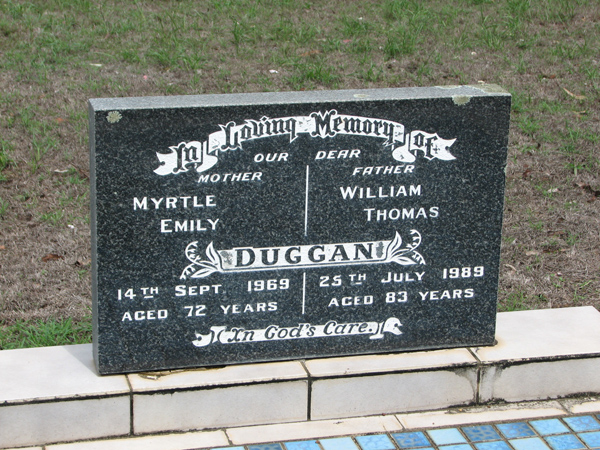 In Loving Memory of
OUR DEAR
MOTHER FATHER
MYRTLE WILLIAM
EMILY THOMAS
DUGGAN
14TH SEPT. 1969 25TH JULY 1989
AGED 72 YEARS AGED 83 YEARS
In God's Care.